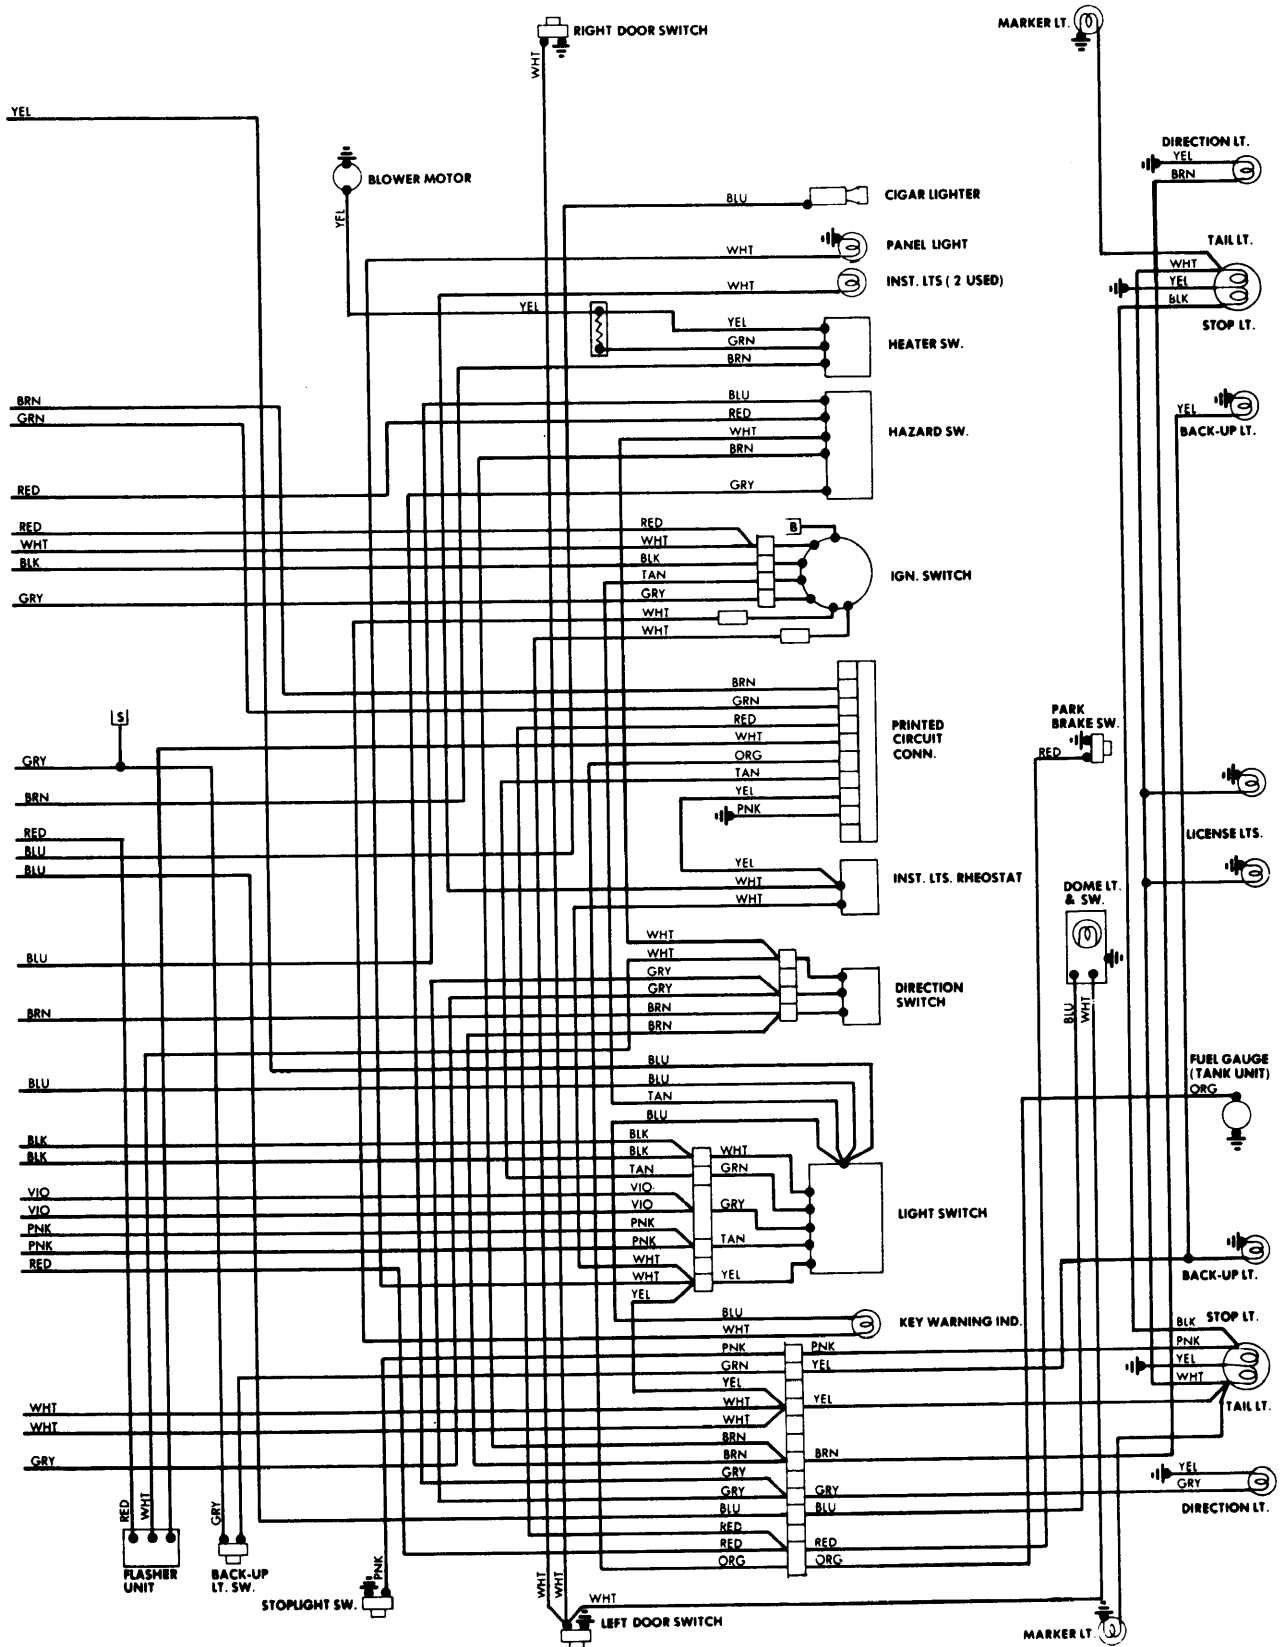 RIGHT DOOR SWITCH
WHT
MARKER LT.
YEL
DIRECTION LT.
YEL
BRN
BLOWER MOTOR
YEL
BLU
CIGAR LIGHTER
WHT
PANEL LIGHT
WHT
INST. LTS ( 2 USED)
TAIL LT.
WHT
YEL
BLK
STOP LT.
YEL
YEL
GRN
BRN
HEATER SW.
BRN
GRN
RED
BLU
RED
WHT
BRN
GRY
HAZARD SW.
YEL
BACK-UP LT.
RED
WHT
BLK
GRY
RED
WHT
BLK
TAN
GRY
WHT
WHT
B
IGN. SWITCH
S
GRY
BRN
RED
BLU
BLU
BRN
GRN
RED
WHT
ORG
TAN
YEL
PNK
PRINTED
CIRCUIT
CONN.
PARK
BRAKE SW.
RED
LICENSE LTS.
YEL
WHT
WHT
INST. LTS. RHEOSTAT
DOME LT.
& SW.
BLU
WHT
BLU
BRN
WHT
WHT
GRY
GRY
BRN
BRN
DIRECTION
SWITCH
FUEL GAUGE
(TANK UNIT)
ORG
BLU
BLU
BLU
TAN
BLU
BLK
BLK
VIO
VIO
PNK
PNK
RED
BLK
BLK
TAN
VIO
VIO
PNK
PNK
WHT
WHT
YEL
WHT
GRN
GRY
TAN
YEL
LIGHT SWITCH
BACK-UP LT.
BLU
WHT
KEY WARNING IND.
STOP LT.
BLK
PNK
YEL
WHT
TAIL LT.
WHT
WHT
GRY
PNK
GRN
YEL
WHT
WHT
BRN
BRN
GRY
GRY
BLU
RED
RED
ORG
PNK
YEL
YEL
BRN
GRY
BLU
RED
ORG
YEL
GRY
DIRECTION LT.
RED
WHT
GRY
FLASHER
UNIT
BACK-UP
LT. SW.
PNK
STOPLIGHT SW.
WHT
WHT
WHT
LEFT DOOR SWITCH
MARKER LT.